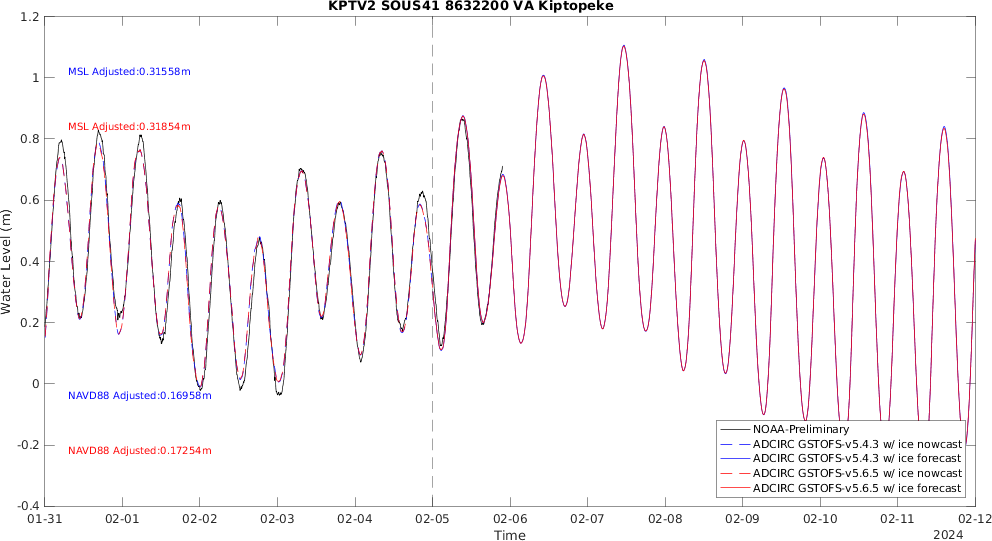 KPTV2 SOUS41 8632200 VA Kiptopeke
1.2
1
0.8
0.6
0.4
0.2
0
-0.2
-0.4
Water Level (m)
MSL Adjusted:0.31558m
MSL Adjusted:0.31854m
NAVD88 Adjusted:0.16958m
NAVD88 Adjusted:0.17254m
NOAA-Preliminary
ADCIRC GSTOFS-v5.4.3 w/ ice nowcast
ADCIRC GSTOFS-v5.4.3 w/ ice forecast
ADCIRC GSTOFS-v5.6.5 w/ ice nowcast
ADCIRC GSTOFS-v5.6.5 w/ ice forecast
01-31 02-01 02-02 02-03 02-04 02-05 02-06 02-07 02-08 02-09 02-10 02-11 02-12
Time
2024